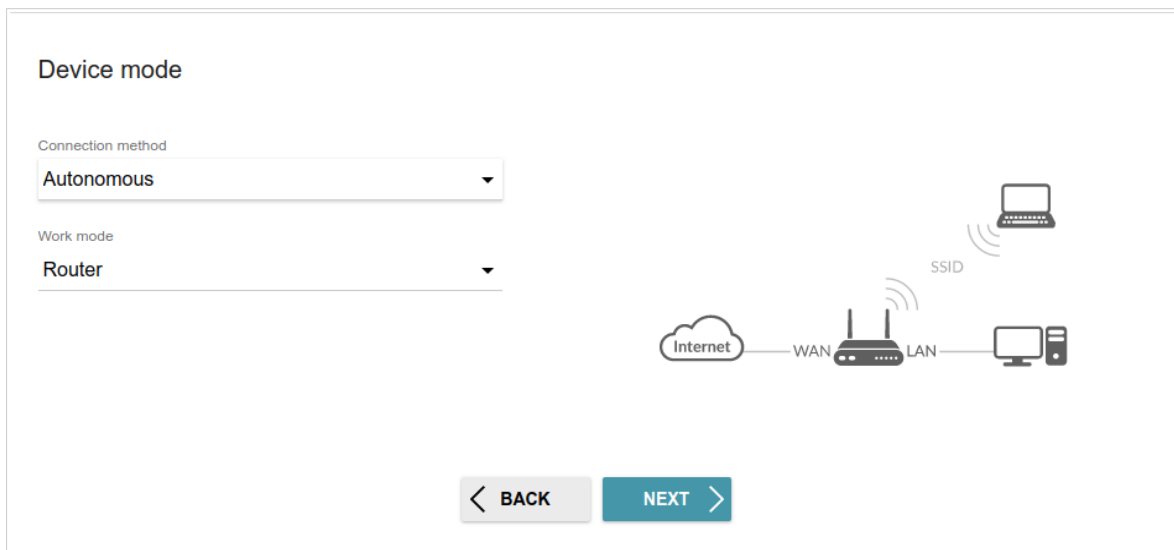 Device mode
Connection method
Autonomous
Work mode
Router
SSID
Internet
WAN
LAN
BACK
NEXT